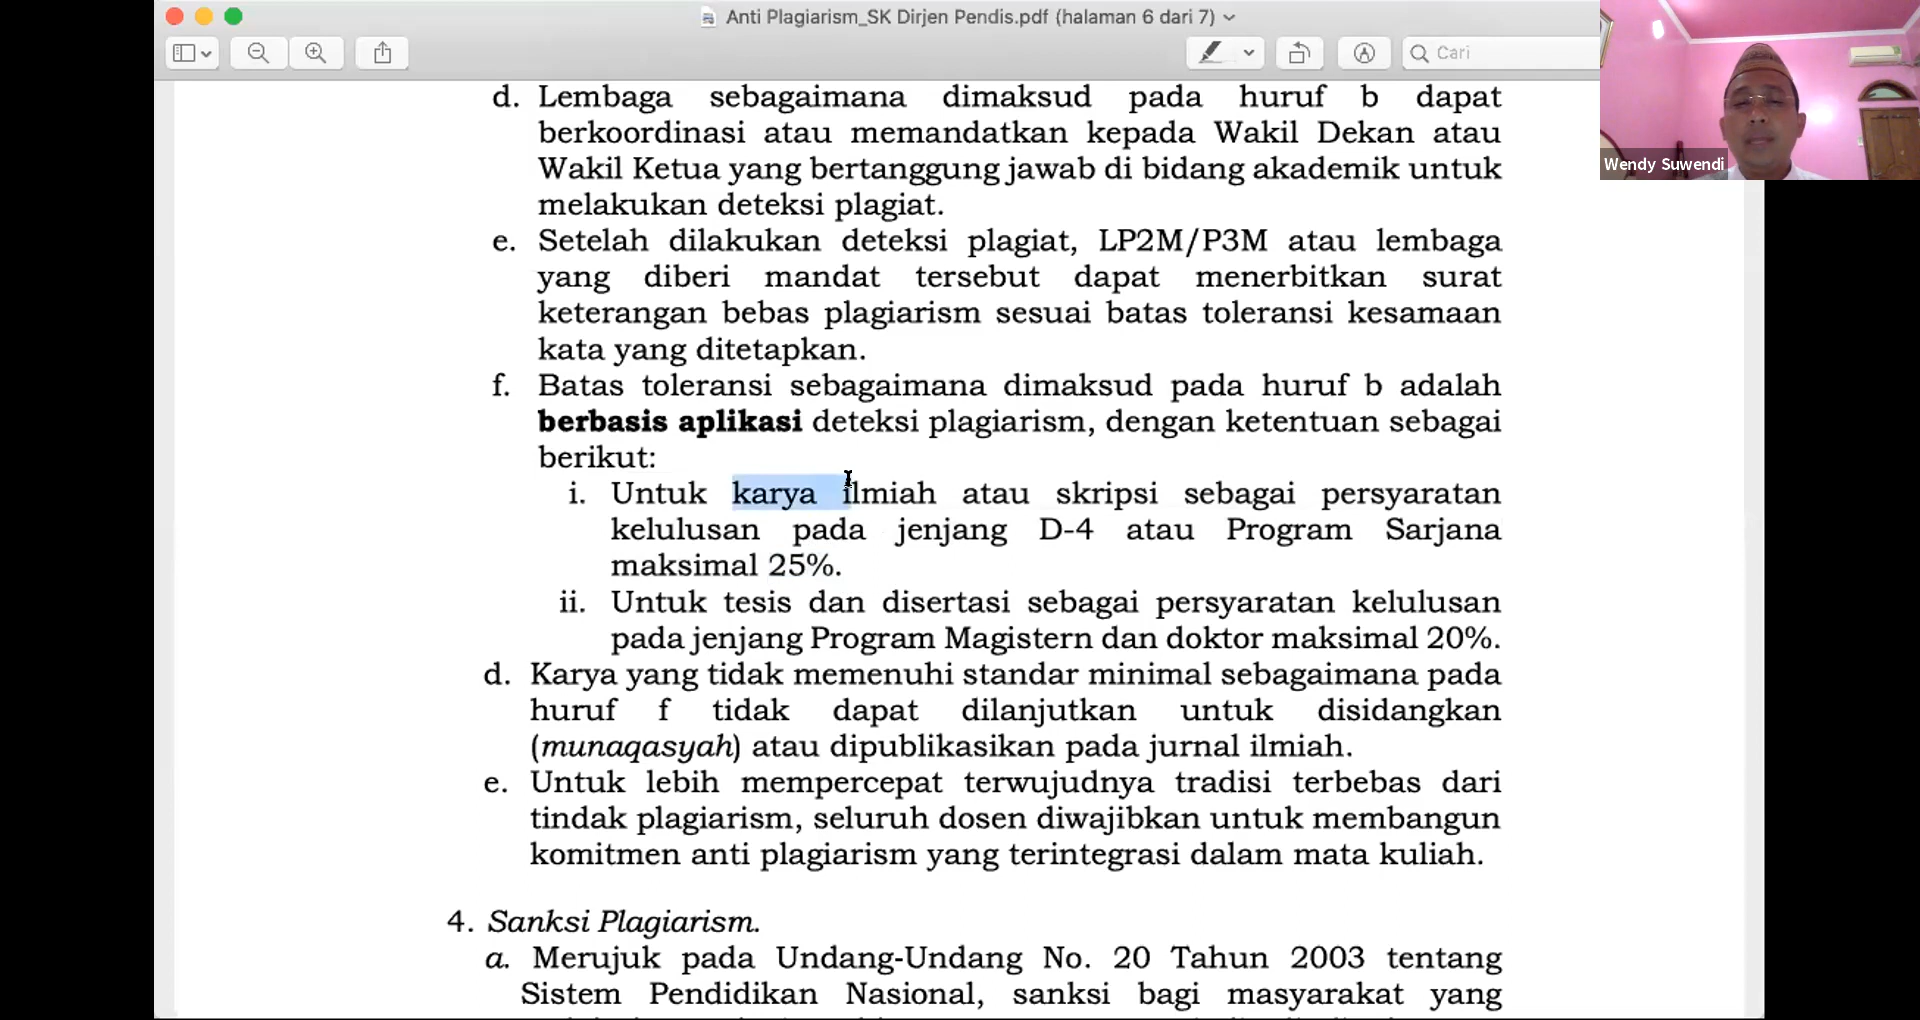 Anti Plagiarism_SK Dirjen Pendis.pdf (halaman 6 dari 7)
Cari
Wendy Suwendi
d. Lembaga sebagaimana dimaksud pada huruf b dapat
berkoordinasi atau memandatkan kepada Wakil Dekan atau
Wakil Ketua yang bertanggung jawab di bidang akademik untuk
melakukan deteksi plagiat.
e. Setelah dilakukan deteksi plagiat, LP2M/P3M atau lembaga
yang diberi mandat tersebut dapat menerbitkan surat
keterangan bebas plagiarism sesuai batas toleransi kesamaan
kata yang ditetapkan.
f. Batas toleransi sebagaimana dimaksud pada huruf b adalah
berbasis aplikasi deteksi plagiarism, dengan ketentuan sebagai
berikut:
i. Untuk karya ilmiah atau skripsi sebagai persyaratan
kelulusan pada jenjang D-4 atau Program Sarjana
maksimal 25%.
ii. Untuk tesis dan disertasi sebagai persyaratan kelulusan
pada jenjang Program Magistern dan doktor maksimal 20%.
d. Karya yang tidak memenuhi standar minimal sebagaimana pada
huruf f tidak dapat dilanjutkan untuk disidangkan
(munaqasyah) atau dipublikasikan pada jurnal ilmiah.
e. Untuk lebih mempercepat terwujudnya tradisi terbebas dari
tindak plagiarism, seluruh dosen diwajibkan untuk membangun
komitmen anti plagiarism yang terintegrasi dalam mata kuliah.
4. Sanksi Plagiarism.
a. Merujuk pada Undang-Undang No. 20 Tahun 2003 tentang
Sistem Pendidikan Nasional, sanksi bagi masyarakat yang